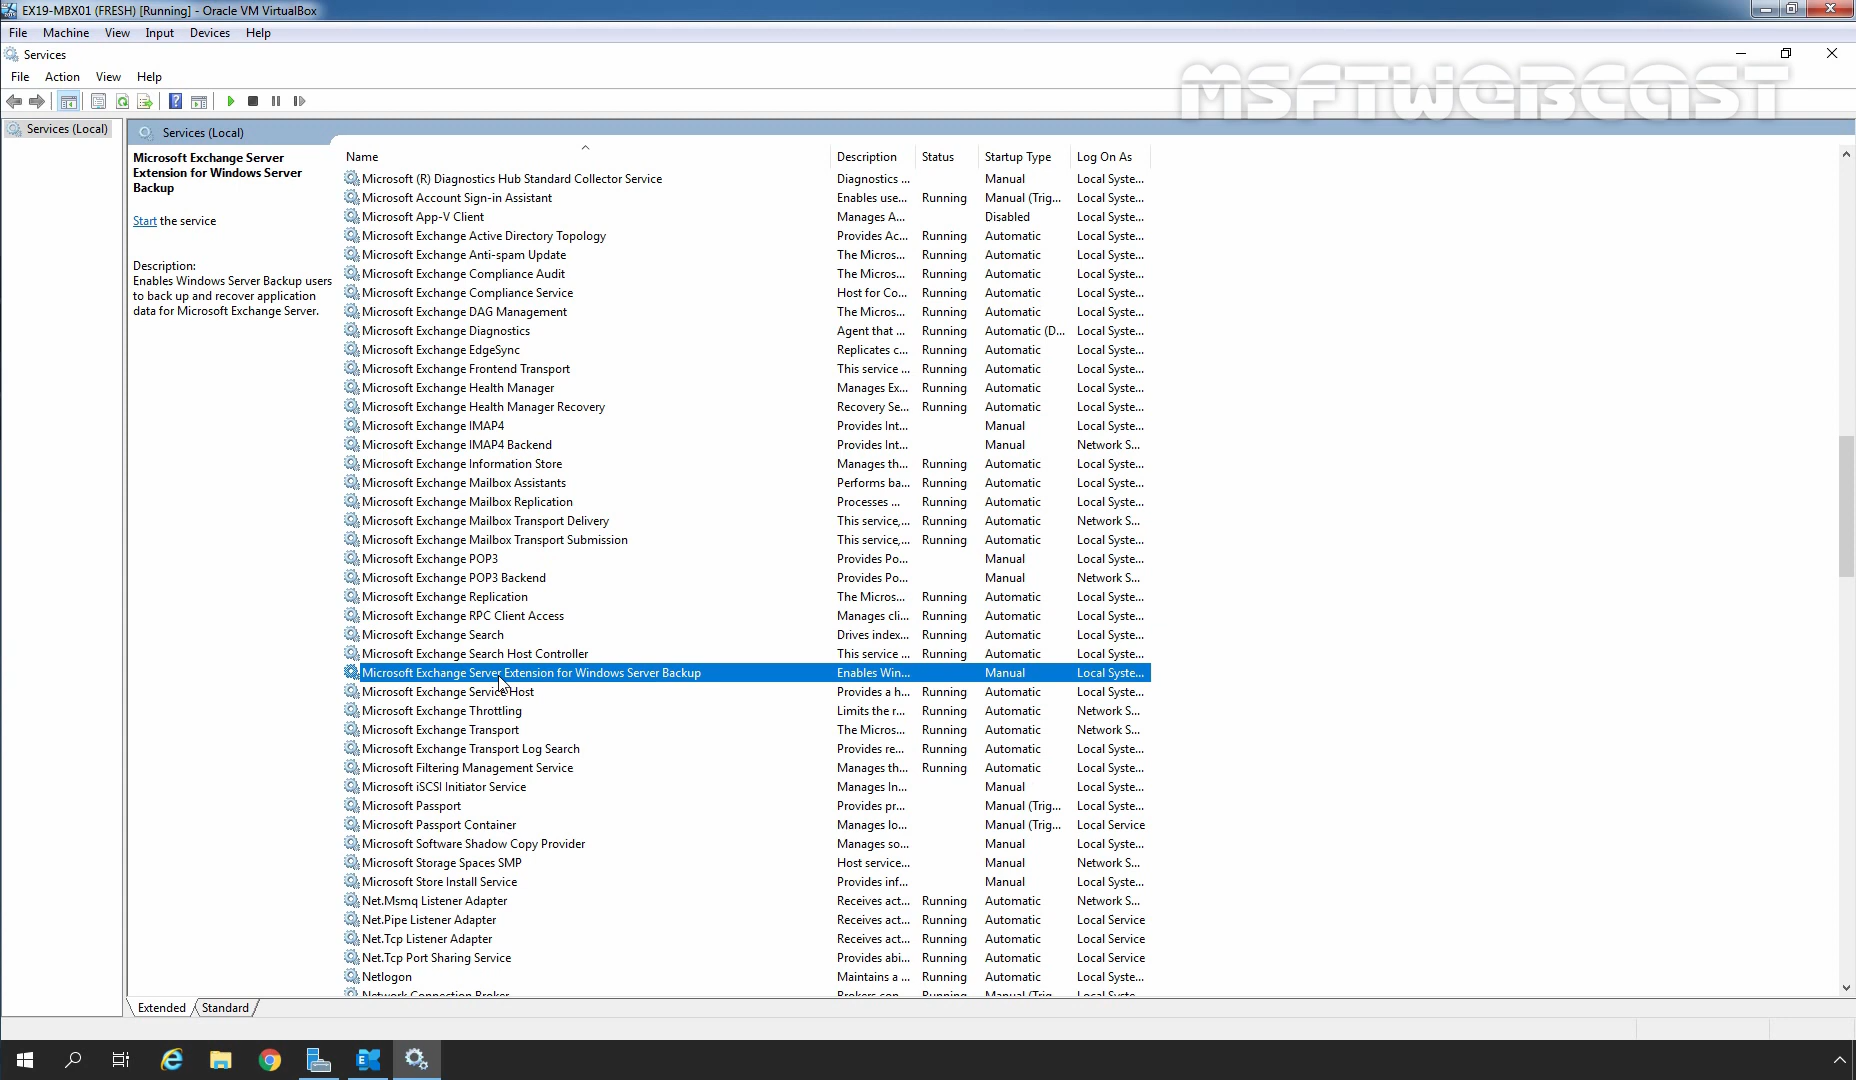 EX19-MBX01 (FRESH) [Running] - Oracle VM VirtualBox
File Machine View Input Devices Help
Services
File Action View Help
MSFTWEBCAST
Services (Local)
Services (Local)
Microsoft Exchange Server
Extension for Windows Server
Backup
Start the service
Description:
Enables Windows Server Backup users
to back up and recover application
data for Microsoft Exchange Server.
Name Description Status Startup Type Log On As
Microsoft (R) Diagnostics Hub Standard Collector Service Diagnostics ... Manual Local Syste...
Microsoft Account Sign-in Assistant Enables use... Running Manual (Trig... Local Syste...
Microsoft App-V Client Manages A... Disabled Local Syste...
Microsoft Exchange Active Directory Topology Provides Ac... Running Automatic Local Syste...
Microsoft Exchange Anti-spam Update The Micros... Running Automatic Local Syste...
Microsoft Exchange Compliance Audit The Micros... Running Automatic Local Syste...
Microsoft Exchange Compliance Service Host for Co... Running Automatic Local Syste...
Microsoft Exchange DAG Management The Micros... Running Automatic Local Syste...
Microsoft Exchange Diagnostics Agent that ... Running Automatic (D... Local Syste...
Microsoft Exchange EdgeSync Replicates c... Running Automatic Local Syste...
Microsoft Exchange Frontend Transport This service ... Running Automatic Local Syste...
Microsoft Exchange Health Manager Manages Ex... Running Automatic Local Syste...
Microsoft Exchange Health Manager Recovery Recovery Se... Running Automatic Local Syste...
Microsoft Exchange IMAP4 Provides Int... Manual Local Syste...
Microsoft Exchange IMAP4 Backend Provides Int... Manual Network S...
Microsoft Exchange Information Store Manages th... Running Automatic Local Syste...
Microsoft Exchange Mailbox Assistants Performs ba... Running Automatic Local Syste...
Microsoft Exchange Mailbox Replication Processes ... Running Automatic Local Syste...
Microsoft Exchange Mailbox Transport Delivery This service,... Running Automatic Network S...
Microsoft Exchange Mailbox Transport Submission This service,... Running Automatic Local Syste...
Microsoft Exchange POP3 Provides Po... Manual Local Syste...
Microsoft Exchange POP3 Backend Provides Po... Manual Network S...
Microsoft Exchange Replication The Micros... Running Automatic Local Syste...
Microsoft Exchange RPC Client Access Manages cli... Running Automatic Local Syste...
Microsoft Exchange Search Drives index... Running Automatic Local Syste...
Microsoft Exchange Search Host Controller This service ... Running Automatic Local Syste...
Microsoft Exchange Server Extension for Windows Server Backup Enables Win... Manual Local Syste...
Microsoft Exchange Service Host Provides a h... Running Automatic Local Syste...
Microsoft Exchange Throttling Limits the r... Running Automatic Network S...
Microsoft Exchange Transport The Micros... Running Automatic Network S...
Microsoft Exchange Transport Log Search Provides re... Running Automatic Local Syste...
Microsoft Filtering Management Service Manages th... Running Automatic Local Syste...
Microsoft iSCSI Initiator Service Manages In... Manual Local Syste...
Microsoft Passport Provides pr... Manual (Trig... Local Syste...
Microsoft Passport Container Manages lo... Manual (Trig... Local Service
Microsoft Software Shadow Copy Provider Manages so... Manual Local Syste...
Microsoft Storage Spaces SMP Host service... Manual Network S...
Microsoft Store Install Service Provides inf... Manual Local Syste...
Net.Msmq Listener Adapter Receives act... Running Automatic Network S...
Net.Pipe Listener Adapter Receives act... Running Automatic Local Service
Net.Tcp Listener Adapter Receives act... Running Automatic Local Service
Net.Tcp Port Sharing Service Provides abi... Running Automatic Local Service
Netlogon Maintains a ... Running Automatic Local Syste...
Network Connection Broker Brokers con... Running Manual (Trig... Local Syste...
Extended Standard